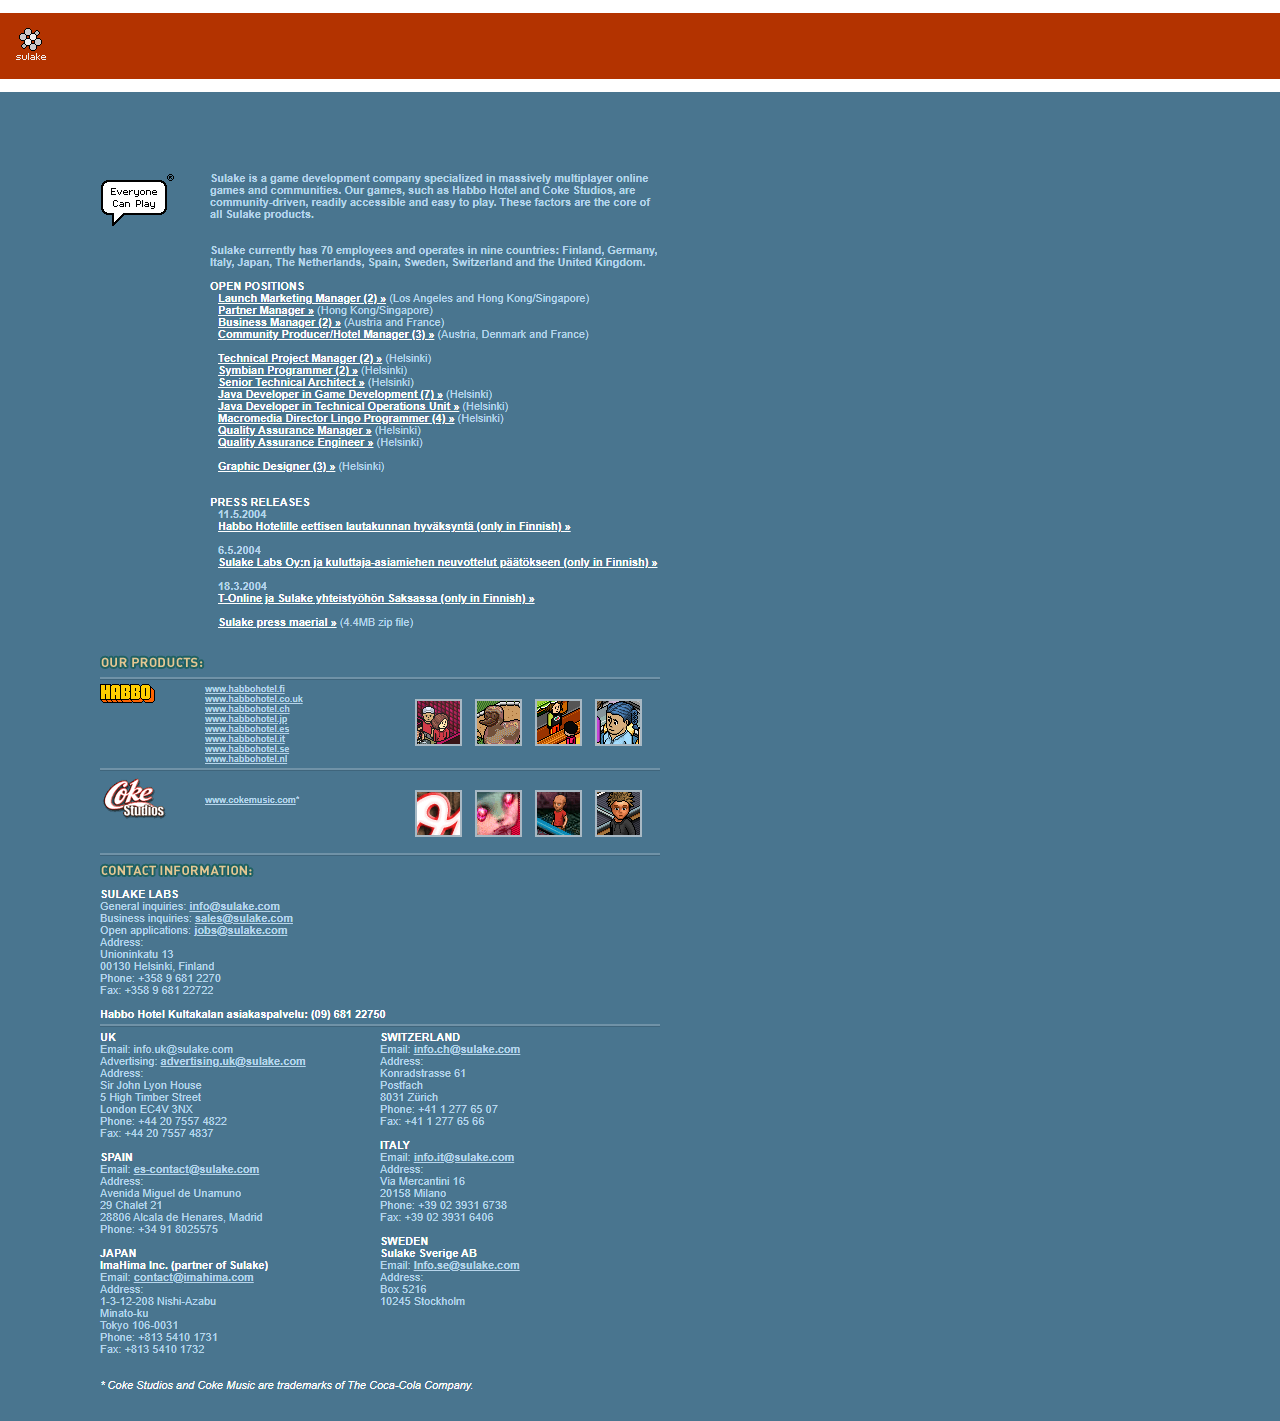 sulake
Everyone
Can Play
®
Sulake is a game development company specialized in massively multiplayer online
games and communities. Our games, such as Habbo Hotel and Coke Studios, are
community-driven, readily accessible and easy to play. These factors are the core of
all Sulake products.
Sulake currently has 70 employees and operates in nine countries: Finland, Germany,
Italy, Japan, The Netherlands, Spain, Sweden, Switzerland and the United Kingdom.
OPEN POSITIONS
Launch Marketing Manager (2) » (Los Angeles and Hong Kong/Singapore)
Partner Manager » (Hong Kong/Singapore)
Business Manager (2) » (Austria and France)
Community Producer/Hotel Manager (3) » (Austria, Denmark and France)
Technical Project Manager (2) » (Helsinki)
Symbian Programmer (2) » (Helsinki)
Senior Technical Architect » (Helsinki)
Java Developer in Game Development (7) » (Helsinki)
Java Developer in Technical Operations Unit » (Helsinki)
Macromedia Director Lingo Programmer (4) » (Helsinki)
Quality Assurance Manager » (Helsinki)
Quality Assurance Engineer » (Helsinki)
Graphic Designer (3) » (Helsinki)
PRESS RELEASES
11.5.2004
Habbo Hotelille eettisen lautakunnan hyväksyntä (only in Finnish) »
6.5.2004
Sulake Labs Oy:n ja kuluttaja-asiamiehen neuvottelut päätökseen (only in Finnish) »
18.3.2004
T-Online ja Sulake yhteistyöhön Saksassa (only in Finnish) »
Sulake press maerial » (4.4MB zip file)
OUR PRODUCTS:
HABBO
www.habbohotel.fi
www.habbohotel.co.uk
www.habbohotel.ch
www.habbohotel.jp
www.habbohotel.es
www.habbohotel.it
www.habbohotel.se
www.habbohotel.nl
Coke
Studios
www.cokemusic.com*
CONTACT INFORMATION:
SULAKE LABS
General inquiries: info@sulake.com
Business inquiries: sales@sulake.com
Open applications: jobs@sulake.com
Address:
Unioninkatu 13
00130 Helsinki, Finland
Phone: +358 9 681 2270
Fax: +358 9 681 22722
Habbo Hotel Kultakalan asiakaspalvelu: (09) 681 22750
UK
Email: info.uk@sulake.com
Advertising: advertising.uk@sulake.com
Address:
Sir John Lyon House
5 High Timber Street
London EC4V 3NX
Phone: +44 20 7557 4822
Fax: +44 20 7557 4837
SPAIN
Email: es-contact@sulake.com
Address:
Avenida Miguel de Unamuno
29 Chalet 21
28806 Alcala de Henares, Madrid
Phone: +34 91 8025575
JAPAN
ImaHima Inc. (partner of Sulake)
Email: contact@imahima.com
Address:
1-3-12-208 Nishi-Azabu
Minato-ku
Tokyo 106-0031
Phone: +813 5410 1731
Fax: +813 5410 1732
SWITZERLAND
Email: info.ch@sulake.com
Address:
Konradstrasse 61
Postfach
8031 Zürich
Phone: +41 1 277 65 07
Fax: +41 1 277 65 66
ITALY
Email: info.it@sulake.com
Address:
Via Mercantini 16
20158 Milano
Phone: +39 02 3931 6738
Fax: +39 02 3931 6406
SWEDEN
Sulake Sverige AB
Email: Info.se@sulake.com
Address:
Box 5216
10245 Stockholm
* Coke Studios and Coke Music are trademarks of The Coca-Cola Company.